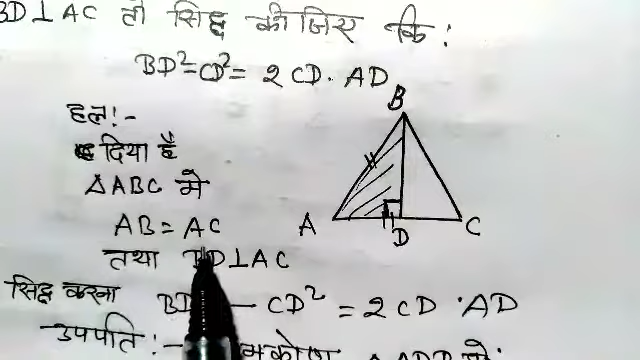 BD⊥AC तो सिद्ध कीजिए कि:
BD²=CD²= 2 CD. AD
हल!-
दिया है
△ABC मे
AB = AC
तथा BD⊥AC
सिद्ध करना BD² — CD² = 2 CD . AD
उपपति :-
B
A
D
C